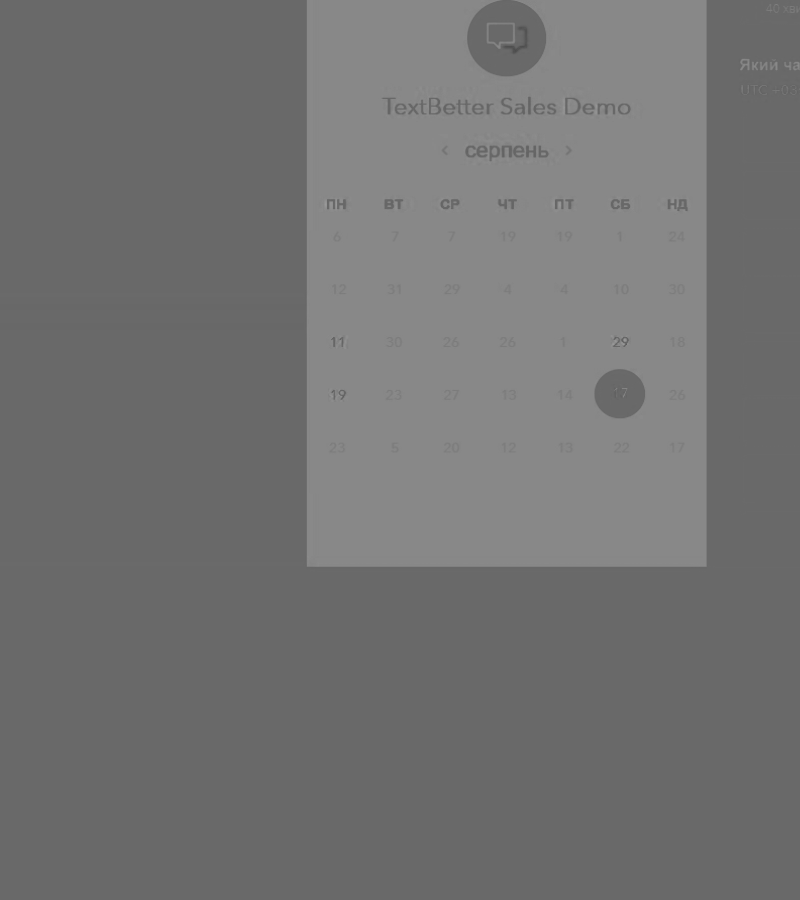 40 хви
Який ча
UTC +03
TextBetter Sales Demo
серпень
ПН ВТ СР ЧТ ПТ СБ НД
6 7 7 19 19 1 24
12 31 29 4 4 10 30
11 30 26 26 1 29 18
19 23 27 13 14 17 26
23 5 20 12 13 22 17